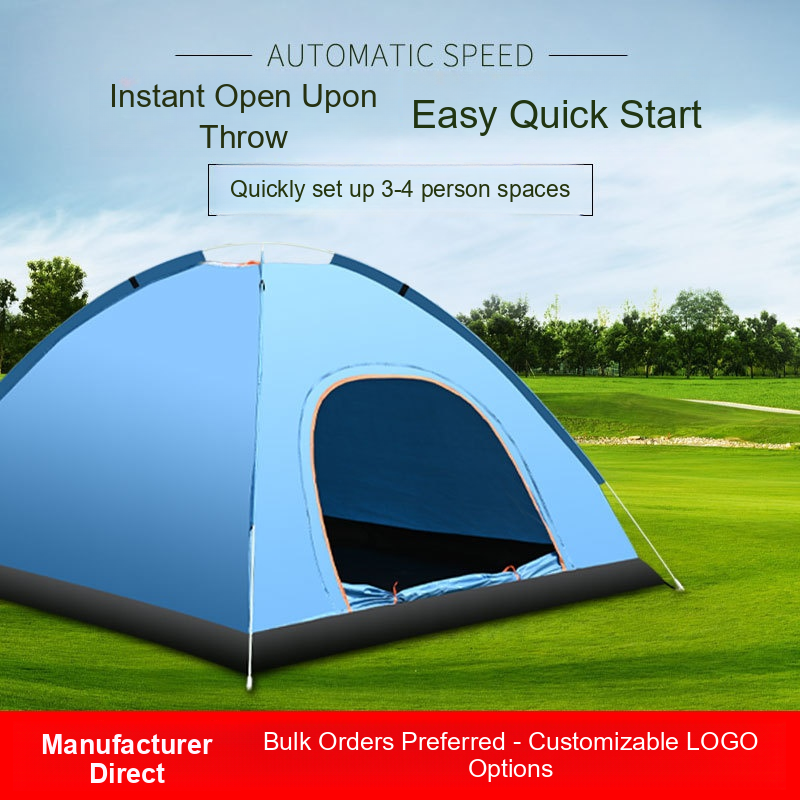 AUTOMATIC SPEED
Instant Open Upon
Throw
Easy Quick Start
Quickly set up 3-4 person spaces
Manufacturer
Direct
Bulk Orders Preferred - Customizable LOGO
Options